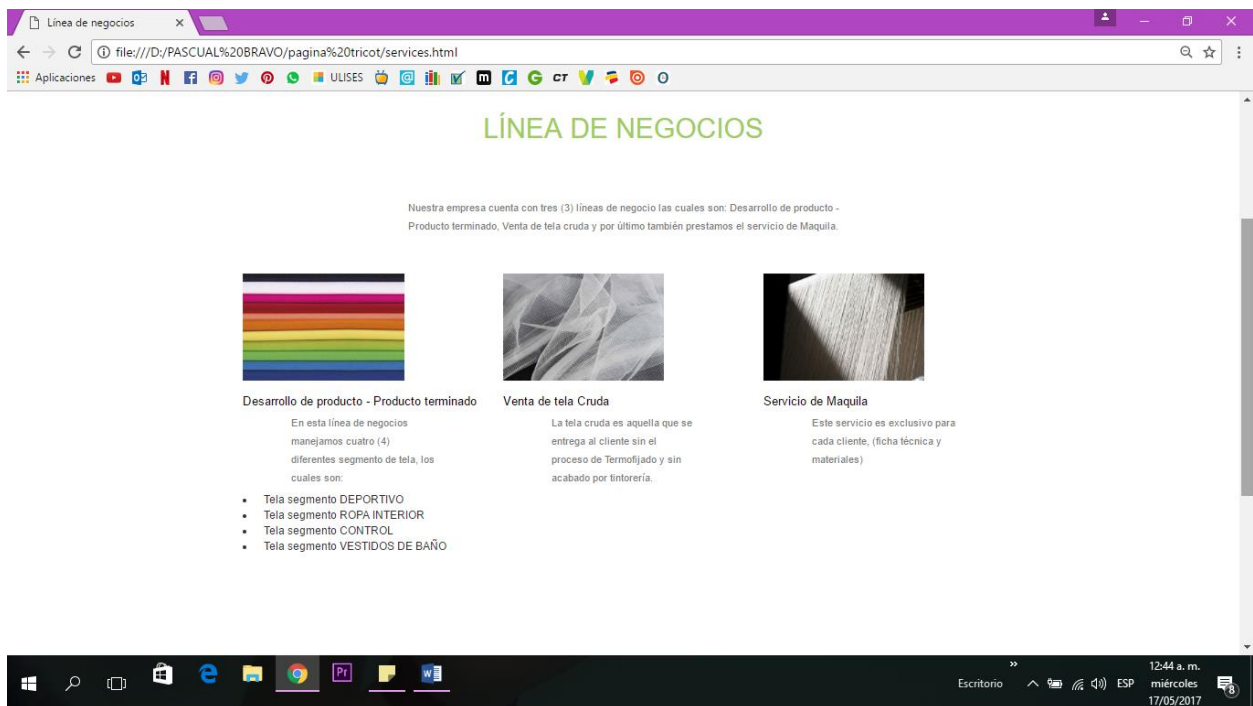 Línea de negocios
file:///D:/PASCUAL%20BRAVO/pagina%20tricot/services.html
Aplicaciones
ULISES
LÍNEA DE NEGOCIOS
Nuestra empresa cuenta con tres (3) líneas de negocio las cuales son: Desarrollo de producto -
Producto terminado, Venta de tela cruda y por último también prestamos el servicio de Maquila.
Desarrollo de producto - Producto terminado
En esta línea de negocios
manejamos cuatro (4)
diferentes segmento de tela, los
cuales son:
Tela segmento DEPORTIVO
Tela segmento ROPA INTERIOR
Tela segmento CONTROL
Tela segmento VESTIDOS DE BAÑO
Venta de tela Cruda
La tela cruda es aquella que se
entrega al cliente sin el
proceso de Termofijado y sin
acabado por tintorería.
Servicio de Maquila
Este servicio es exclusivo para
cada cliente, (ficha técnica y
materiales)
Pr
Escritorio
ESP
12:44 a. m.
miércoles
17/05/2017
8